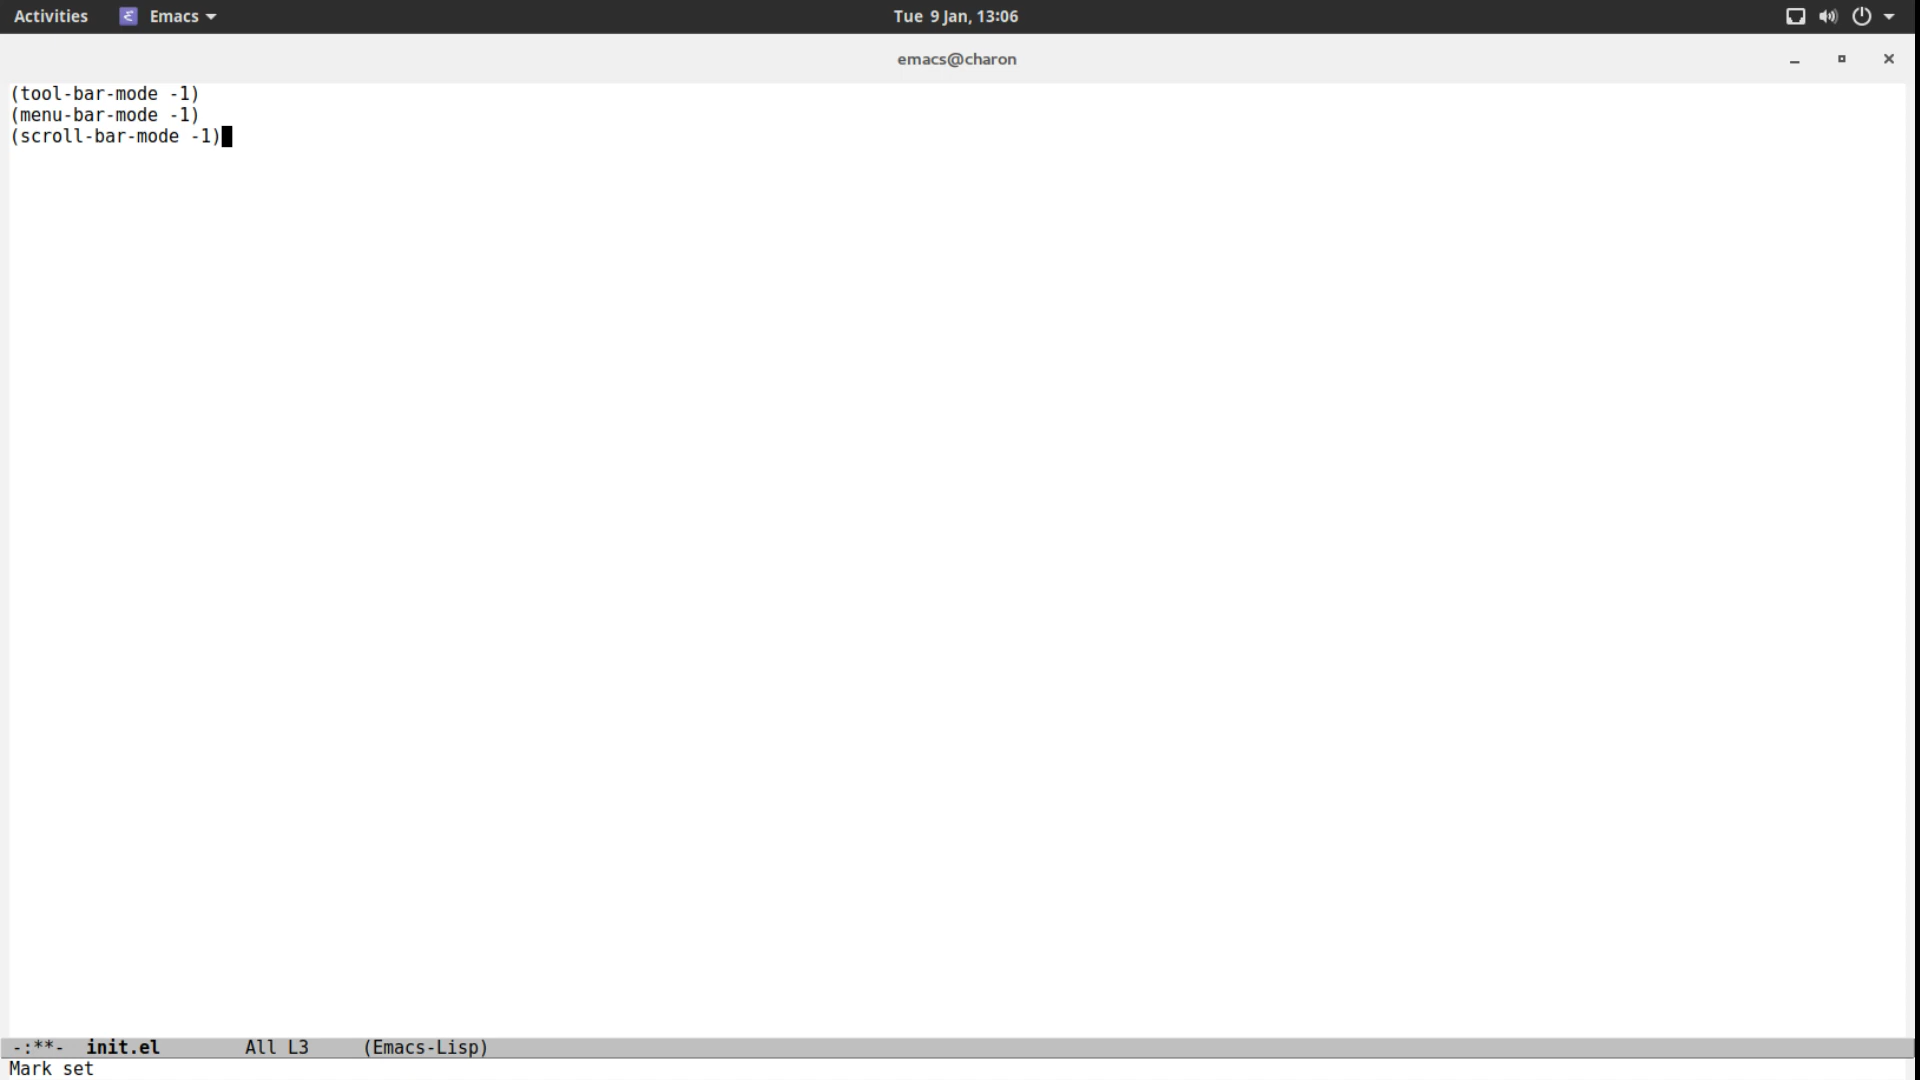 Activities Emacs Tue 9 Jan, 13:06
emacs@charon
(tool-bar-mode -1)
(menu-bar-mode -1)
(scroll-bar-mode -1)
-:**- init.el All L3 (Emacs-Lisp)
Mark set